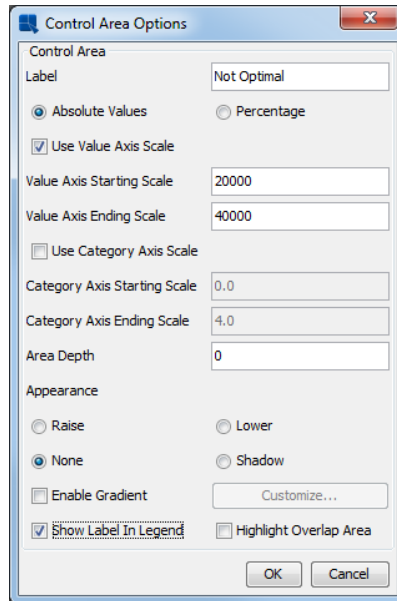 Control Area Options
Control Area
Label Not Optimal
Absolute Values Percentage
Use Value Axis Scale
Value Axis Starting Scale 20000
Value Axis Ending Scale 40000
Use Category Axis Scale
Category Axis Starting Scale 0.0
Category Axis Ending Scale 4.0
Area Depth 0
Appearance
Raise Lower
None Shadow
Enable Gradient Customize...
Show Label In Legend Highlight Overlap Area
OK Cancel